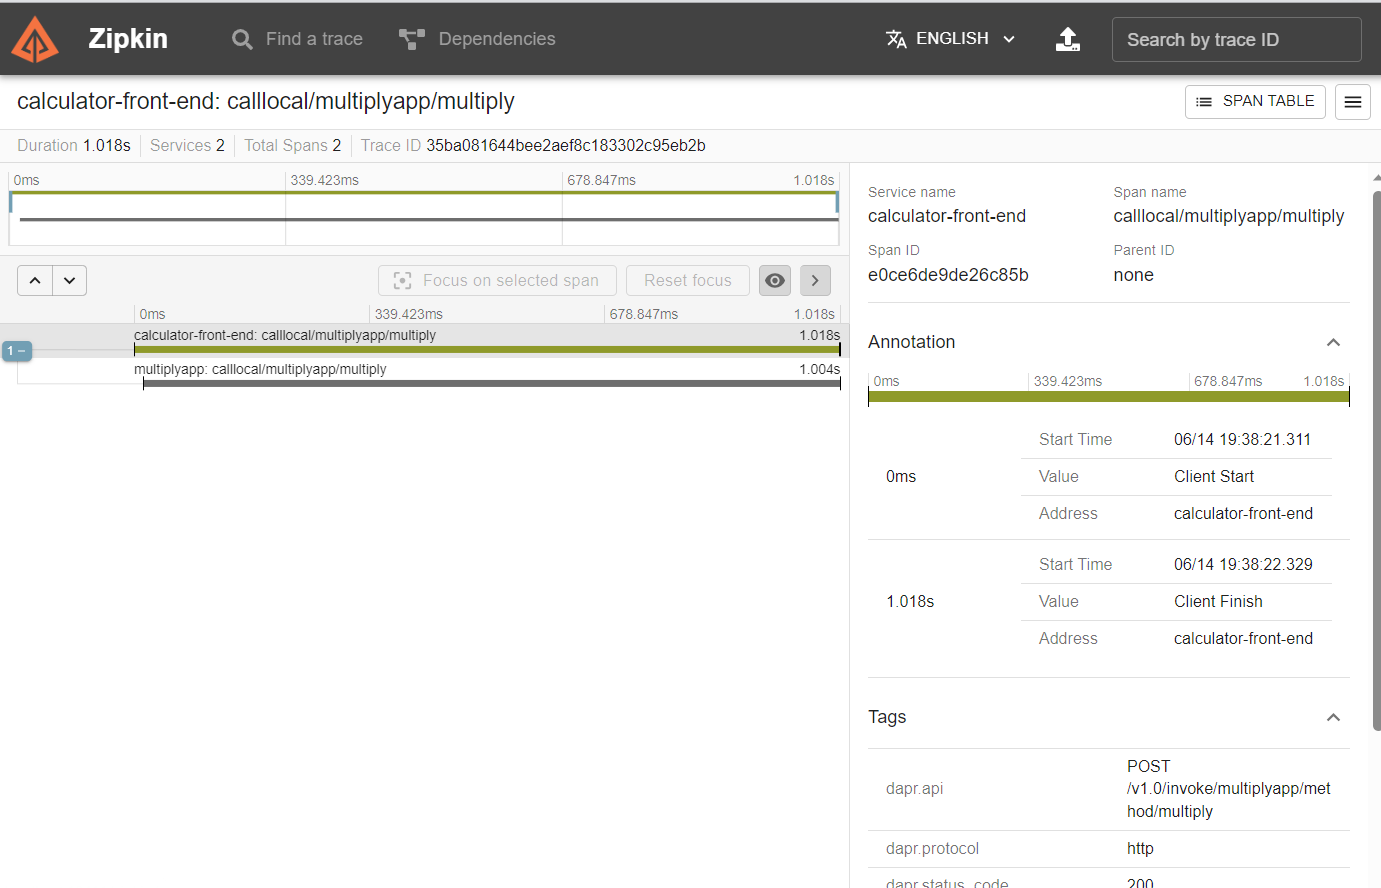 Zipkin
Find a trace
Dependencies
ENGLISH
Search by trace ID
calculator-front-end: calllocal/multiplyapp/multiply
SPAN TABLE
Duration 1.018s Services 2 Total Spans 2 Trace ID 35ba081644bee2aef8c183302c95eb2b
0ms 339.423ms 678.847ms 1.018s
Focus on selected span
Reset focus
0ms 339.423ms 678.847ms 1.018s
calculator-front-end: calllocal/multiplyapp/multiply 1.018s
1 −
multiplyapp: calllocal/multiplyapp/multiply 1.004s
Service name
calculator-front-end
Span name
calllocal/multiplyapp/multiply
Span ID
e0ce6de9de26c85b
Parent ID
none
Annotation
0ms 339.423ms 678.847ms 1.018s
0ms
Start Time 06/14 19:38:21.311
Value Client Start
Address calculator-front-end
1.018s
Start Time 06/14 19:38:22.329
Value Client Finish
Address calculator-front-end
Tags
dapr.api
POST
/v1.0/invoke/multiplyapp/met
hod/multiply
dapr.protocol http
dapr.status_code 200